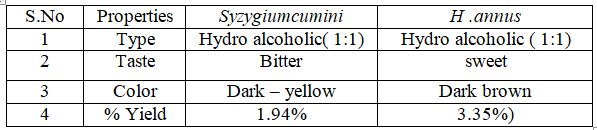 S.No Properties Syzygiumcumini H .annus
1 Type Hydro alcoholic( 1:1) Hydro alcoholic ( 1:1)
2 Taste Bitter sweet
3 Color Dark – yellow Dark brown
4 % Yield 1.94% 3.35%)